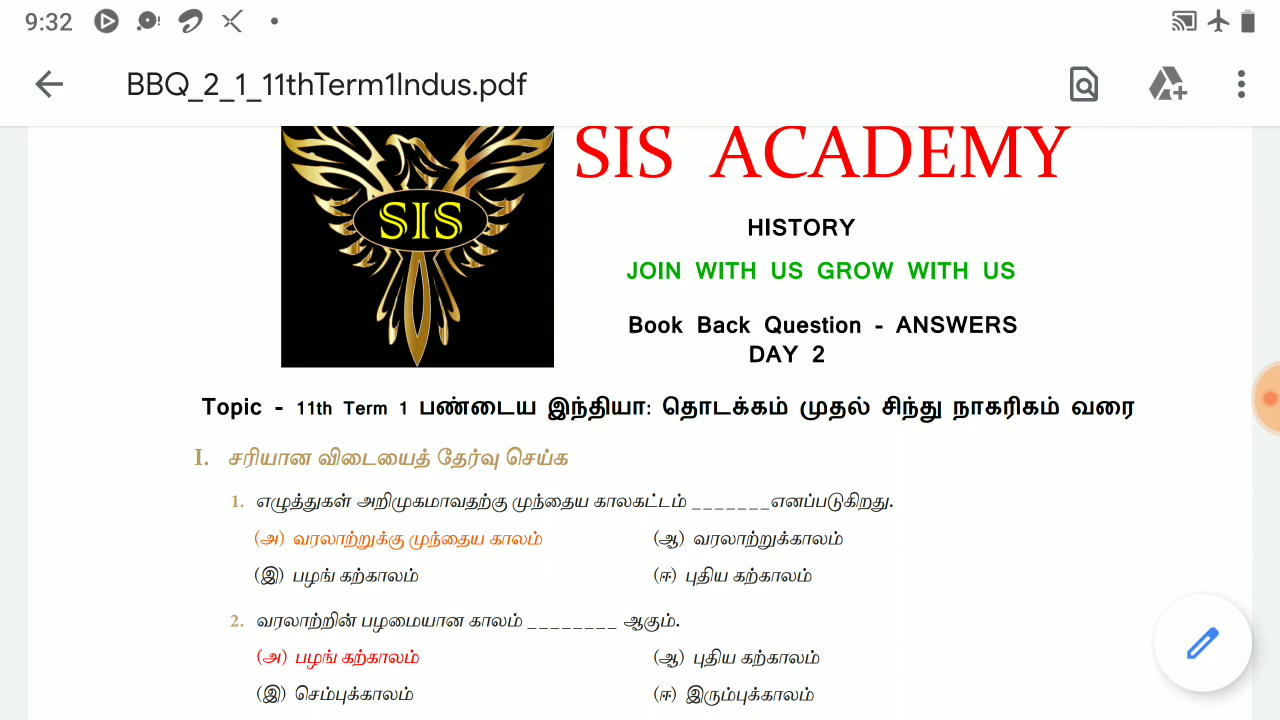 9:32
BBQ_2_1_11thTerm1Indus.pdf
SIS ACADEMY
SIS
HISTORY
JOIN WITH US GROW WITH US
Book Back Question - ANSWERS
DAY 2
Topic - 11th Term 1 பண்டைய இந்தியா: தொடக்கம் முதல் சிந்து நாகரிகம் வரை
I. சரியான விடையைத் தேர்வு செய்க
1. எழுத்துகள் அறிமுகமாவதற்கு முந்தைய காலகட்டம் _______எனப்படுகிறது.
(அ) வரலாற்றுக்கு முந்தைய காலம் (ஆ) வரலாற்றுக்காலம்
(இ) பழங் கற்காலம் (ஈ) புதிய கற்காலம்
2. வரலாற்றின் பழமையான காலம் ________ ஆகும்.
(அ) பழங் கற்காலம் (ஆ) புதிய கற்காலம்
(இ) செம்புக்காலம் (ஈ) இரும்புக்காலம்